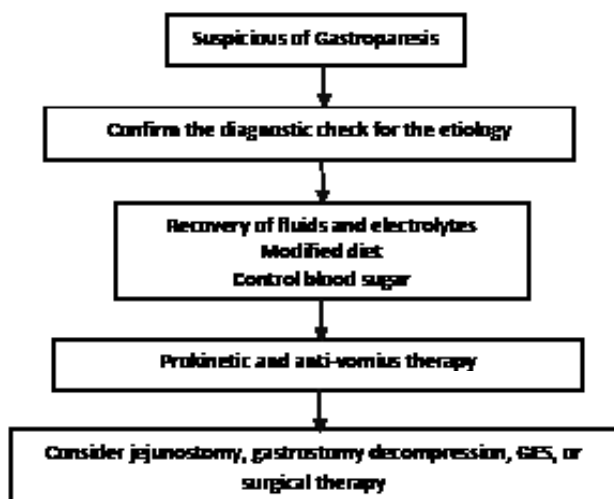 Suspicious of Gastroparesis
Confirm the diagnostic check for the etiology
Recovery of fluids and electrolytes
Modified diet
Control blood sugar
Prokinetic and anti-vomius therapy
Consider jejunostomy, gastrostomy decompression, GES, or
surgical therapy